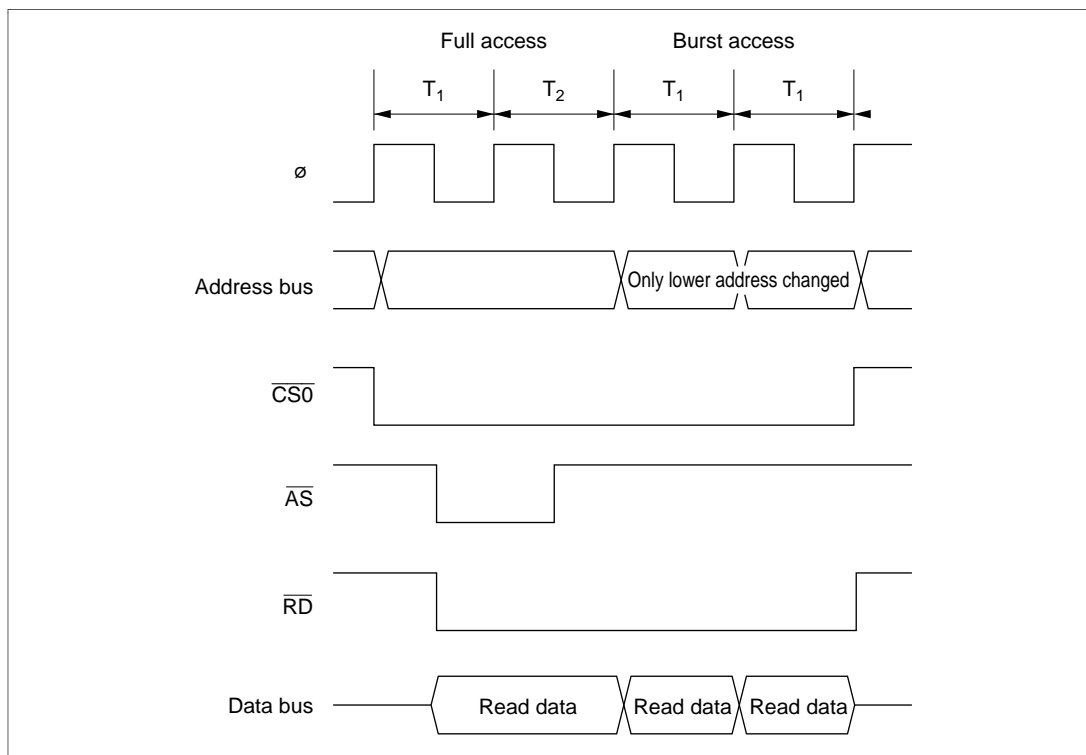 Full access Burst access
T1 T2 T1 T1
ø
Address bus
Only lower address changed
CS0
AS
RD
Data bus
Read data Read data Read data